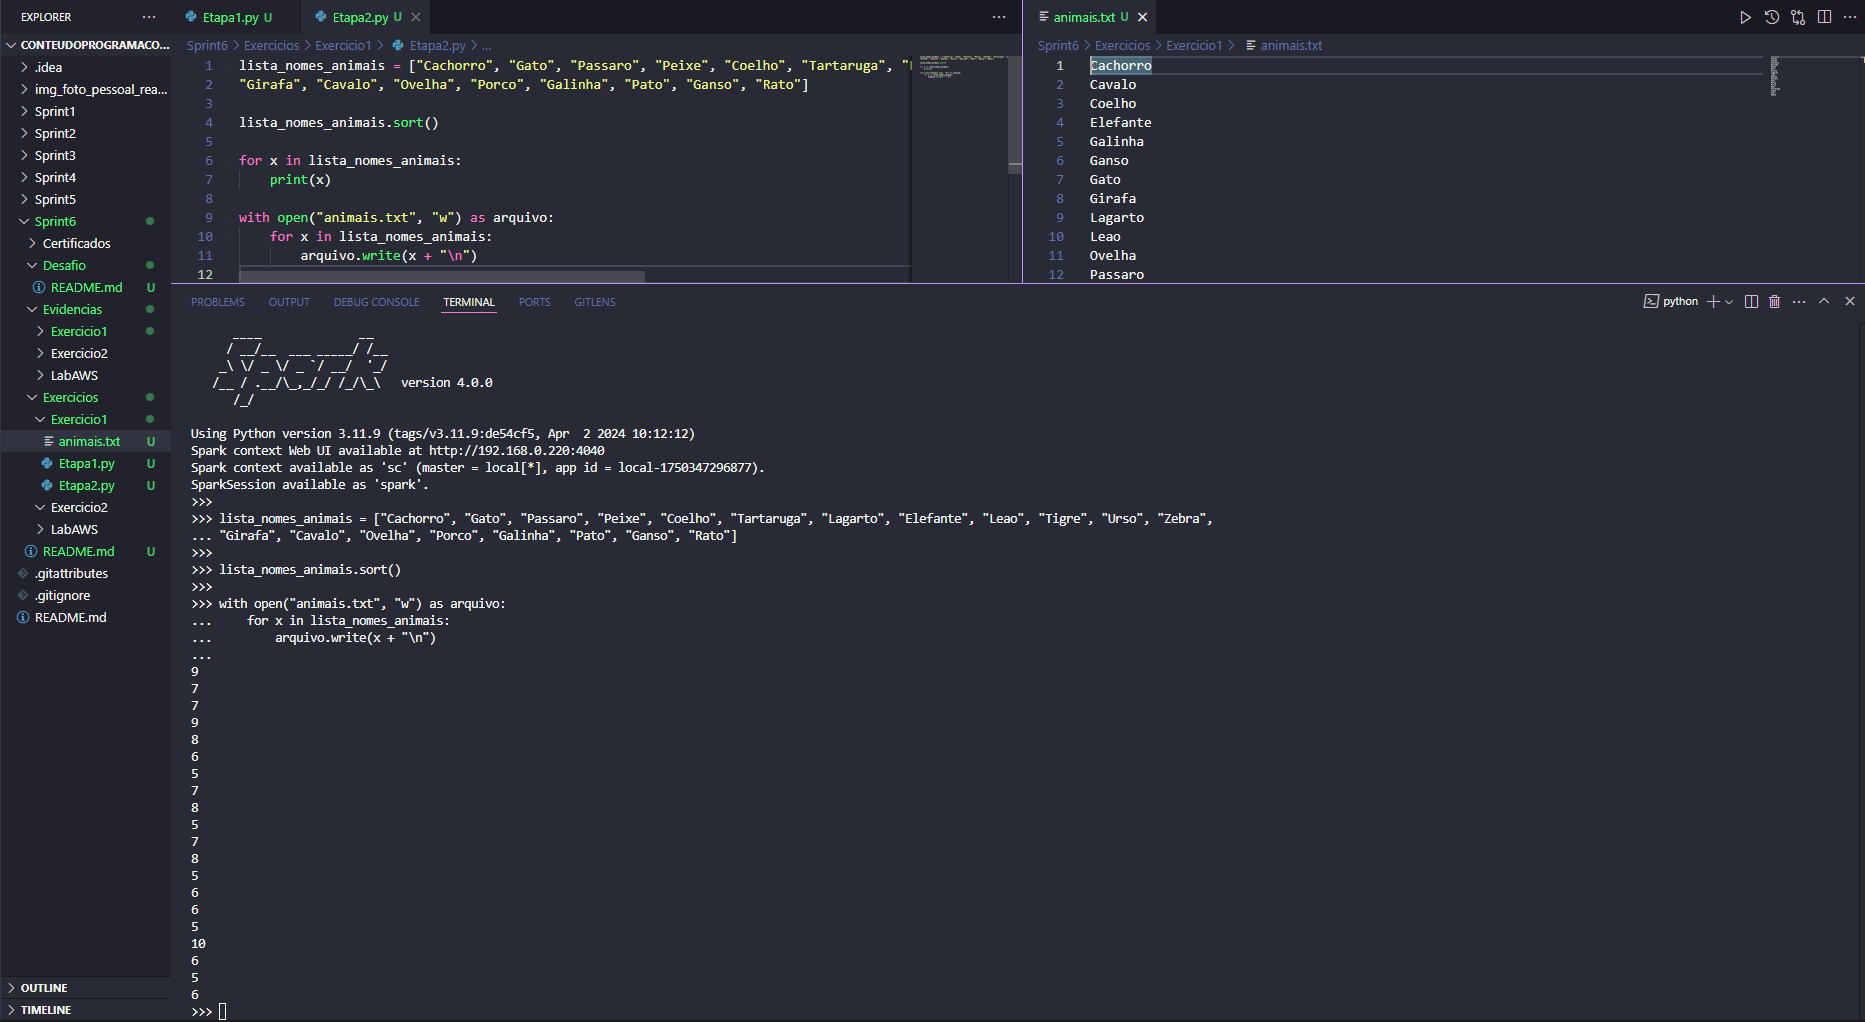 EXPLORER
CONTEUDOPROGRAMACO...
.idea
img_foto_pessoal_rea...
Sprint1
Sprint2
Sprint3
Sprint4
Sprint5
Sprint6
Certificados
Desafio
README.md U
Evidencias
Exercicio1
Exercicio2
LabAWS
Exercicios
Exercicio1
animais.txt U
Etapa1.py U
Etapa2.py U
Exercicio2
LabAWS
README.md U
.gitattributes
.gitignore
README.md
OUTLINE
TIMELINE
Etapa1.py U
Etapa2.py U
Sprint6 > Exercicios > Exercicio1 > Etapa2.py > ...
1 lista_nomes_animais = ["Cachorro", "Gato", "Passaro", "Peixe", "Coelho", "Tartaruga", "
2 "Girafa", "Cavalo", "Ovelha", "Porco", "Galinha", "Pato", "Ganso", "Rato"]
3
4 lista_nomes_animais.sort()
5
6 for x in lista_nomes_animais:
7 print(x)
8
9 with open("animais.txt", "w") as arquivo:
10 for x in lista_nomes_animais:
11 arquivo.write(x + "\n")
12
animais.txt U
Sprint6 > Exercicios > Exercicio1 > animais.txt
1 Cachorro
2 Cavalo
3 Coelho
4 Elefante
5 Galinha
6 Ganso
7 Gato
8 Girafa
9 Lagarto
10 Leao
11 Ovelha
12 Passaro
PROBLEMS OUTPUT DEBUG CONSOLE TERMINAL PORTS GITLENS
python
version 4.0.0
Using Python version 3.11.9 (tags/v3.11.9:de54cf5, Apr  2 2024 10:12:12)
Spark context Web UI available at http://192.168.0.220:4040
Spark context available as 'sc' (master = local[*], app id = local-1750347296877).
SparkSession available as 'spark'.
>>>
>>> lista_nomes_animais = ["Cachorro", "Gato", "Passaro", "Peixe", "Coelho", "Tartaruga", "Lagarto", "Elefante", "Leao", "Tigre", "Urso", "Zebra",
... "Girafa", "Cavalo", "Ovelha", "Porco", "Galinha", "Pato", "Ganso", "Rato"]
>>>
>>> lista_nomes_animais.sort()
>>>
>>> with open("animais.txt", "w") as arquivo:
...     for x in lista_nomes_animais:
...         arquivo.write(x + "\n")
...
9
7
7
9
8
6
5
7
8
5
7
8
5
6
6
5
10
6
5
6
>>>